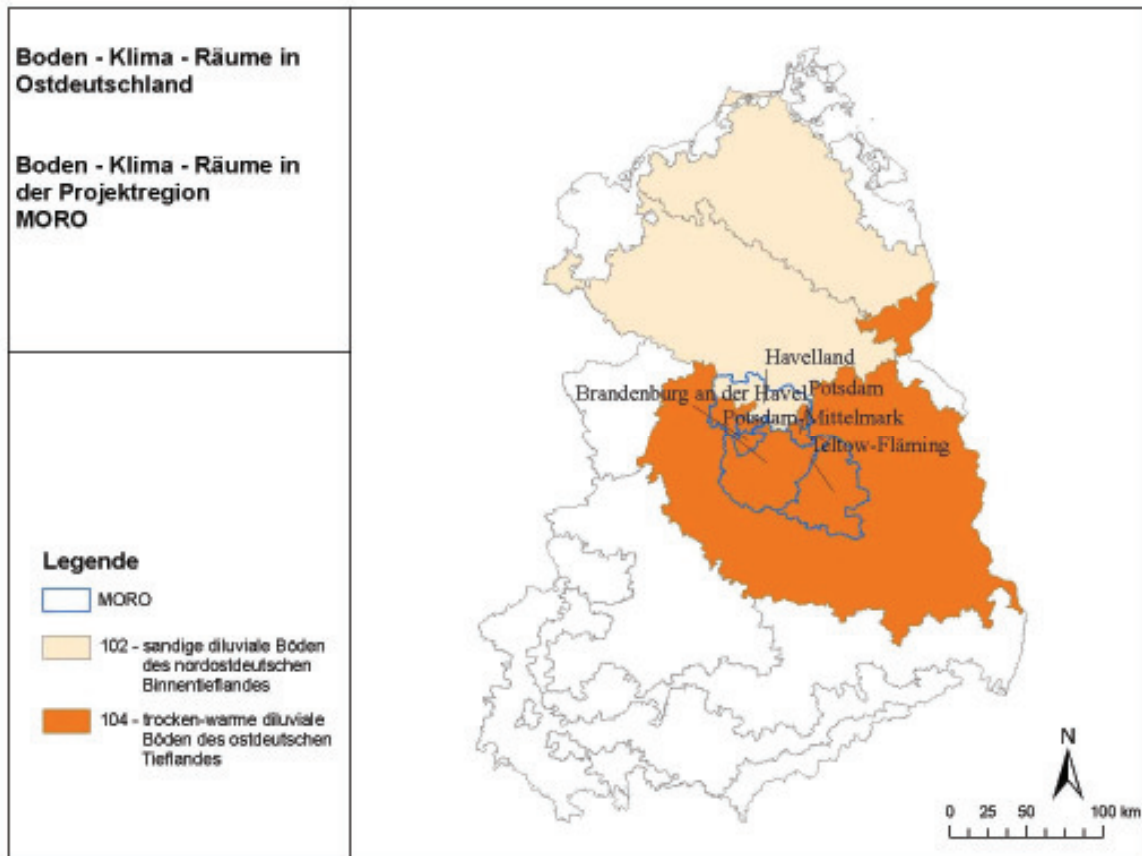 Boden - Klima - Räume in
Ostdeutschland
Boden - Klima - Räume in
der Projektregion
MORO
Havelland
Brandenburg an der Havel
Potsdam
Potsdam-Mittelmark
Teltow-Fläming
Legende
MORO
102 - sandige diluviale Böden
des nordostdeutschen
Binnentieflandes
104 - trocken-warme diluviale
Böden des ostdeutschen
Tieflandes
N
0 25 50 100 km